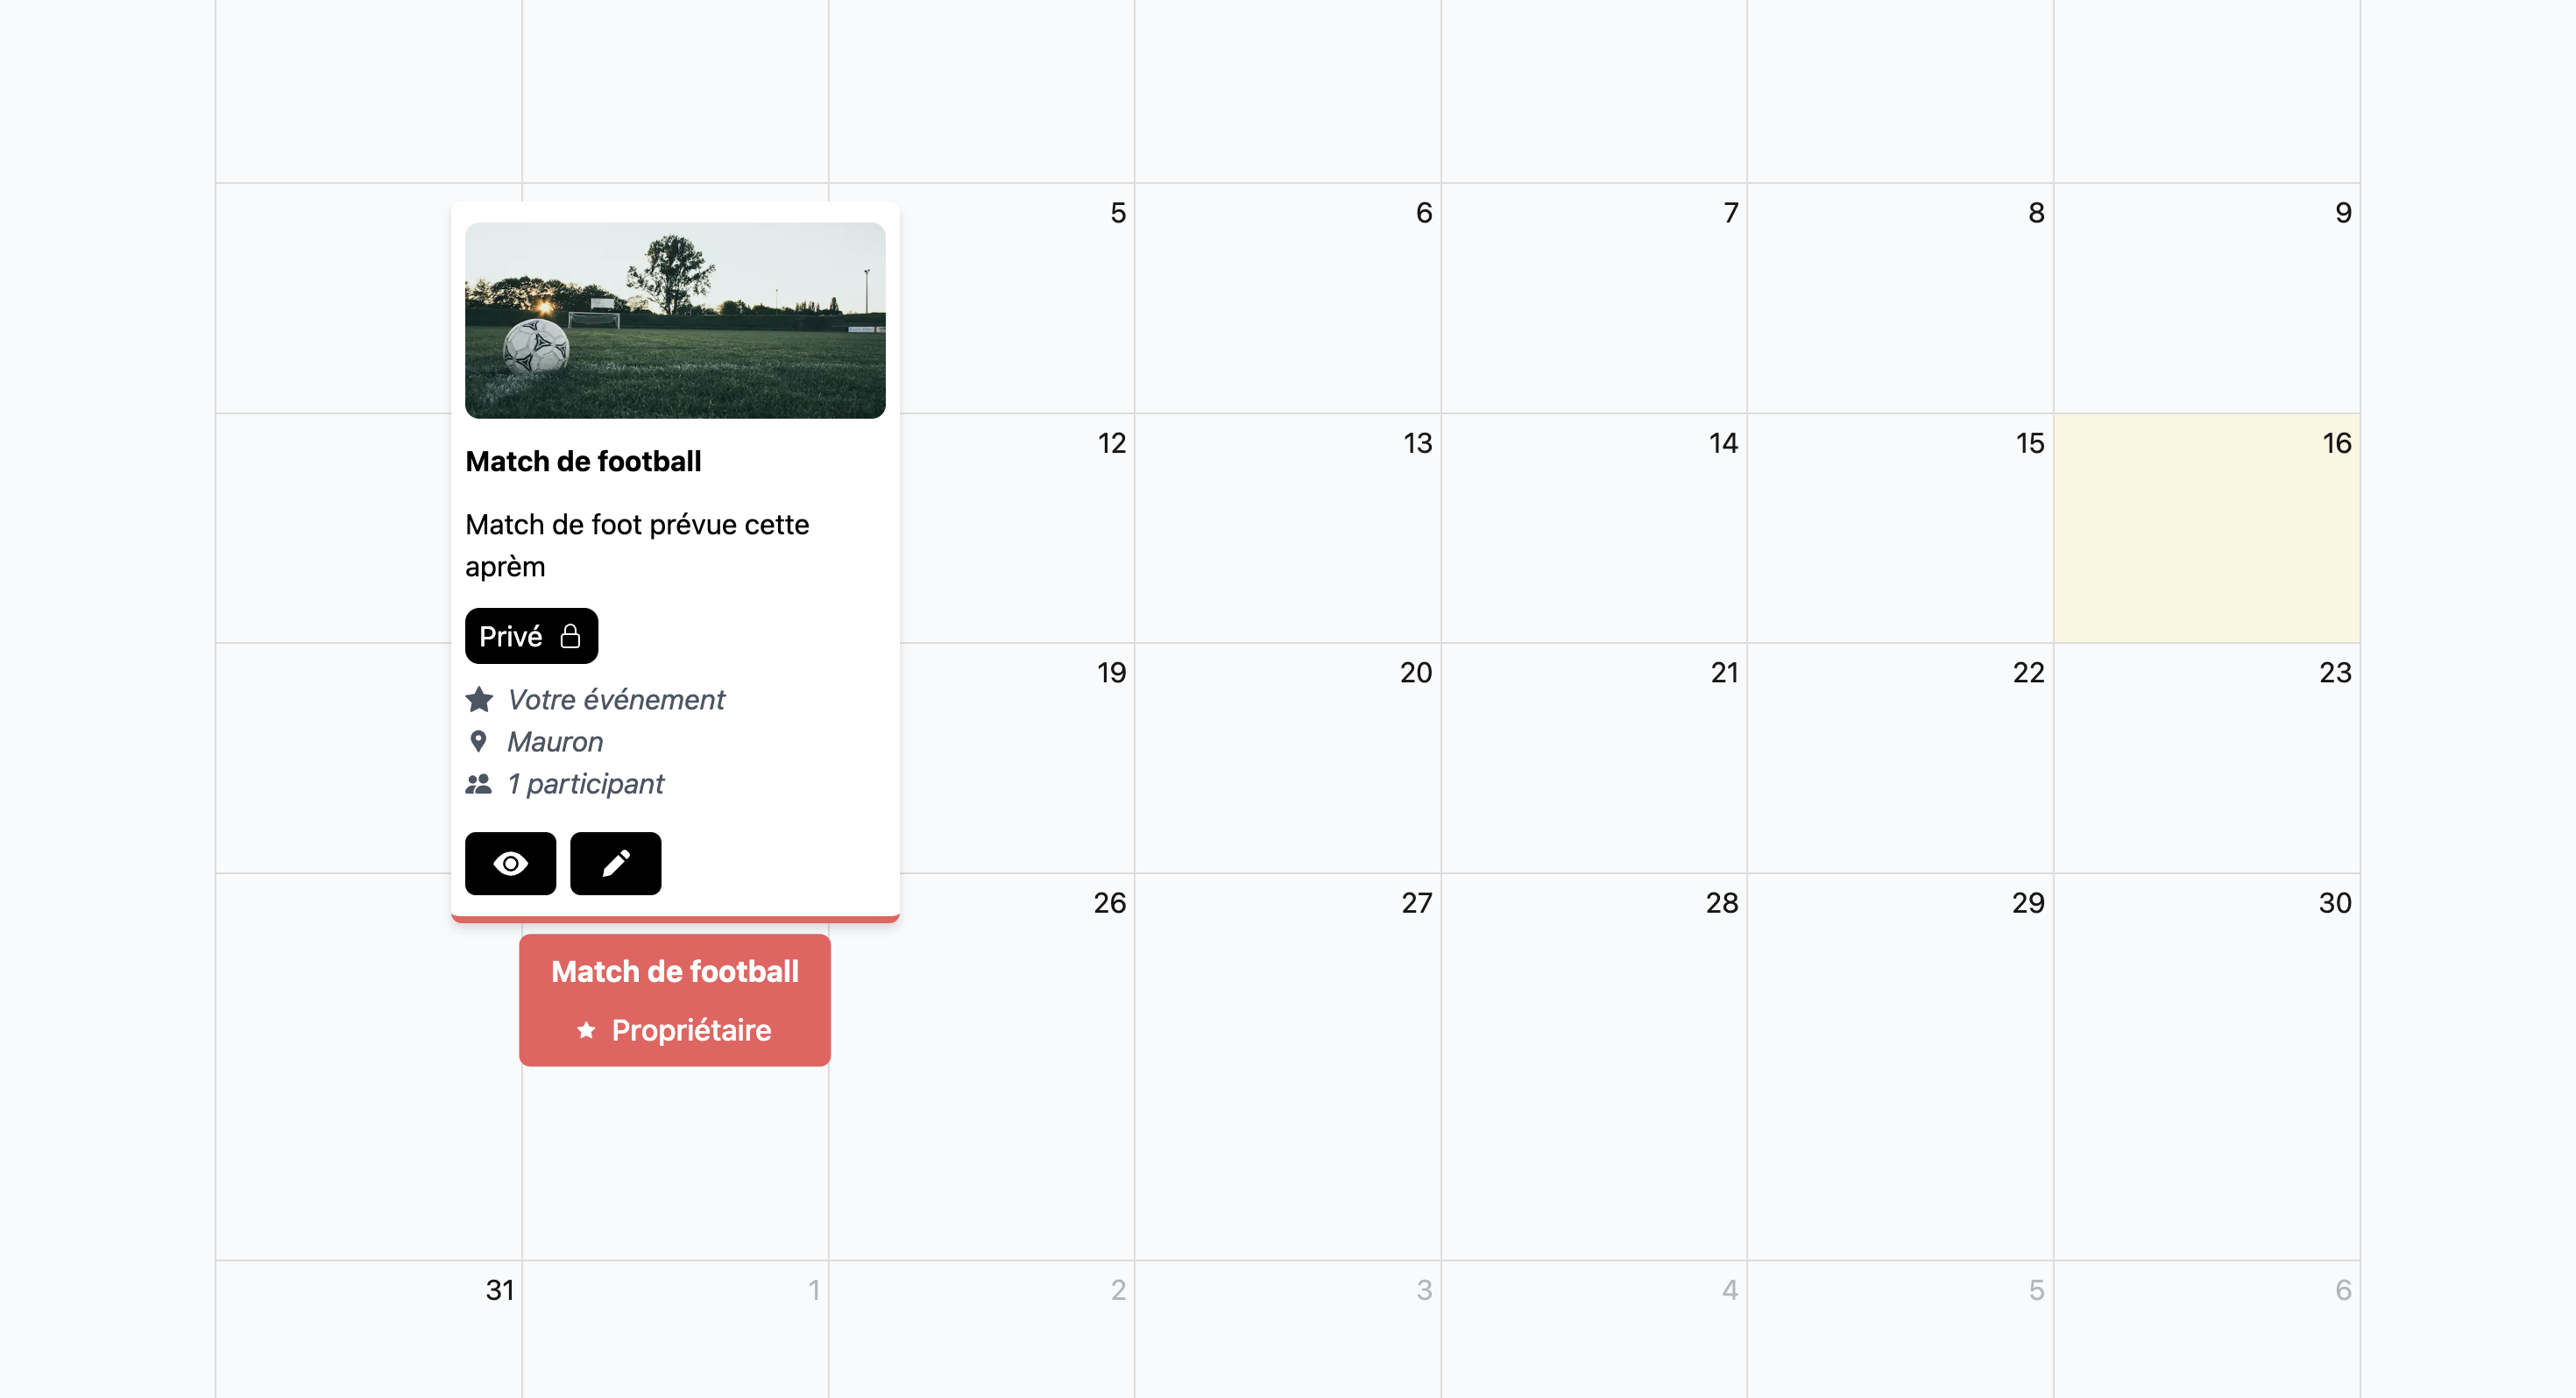 5 6 7 8 9
Match de football
12 13 14 15 16
Match de foot prévue cette
aprèm
Privé
19 20 21 22 23
Votre événement
Mauron
1 participant
26 27 28 29 30
Match de football
Propriétaire
31 1 2 3 4 5 6